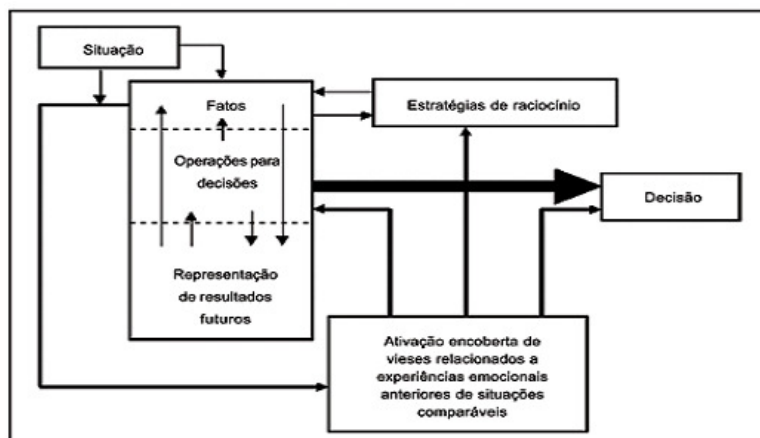 Situação
Fatos
Estratégias de raciocínio
Operações para
decisões
Decisão
Representação
de resultados
futuros
Ativação encoberta de
vieses relacionados a
experiências emocionais
anteriores de situações
comparáveis